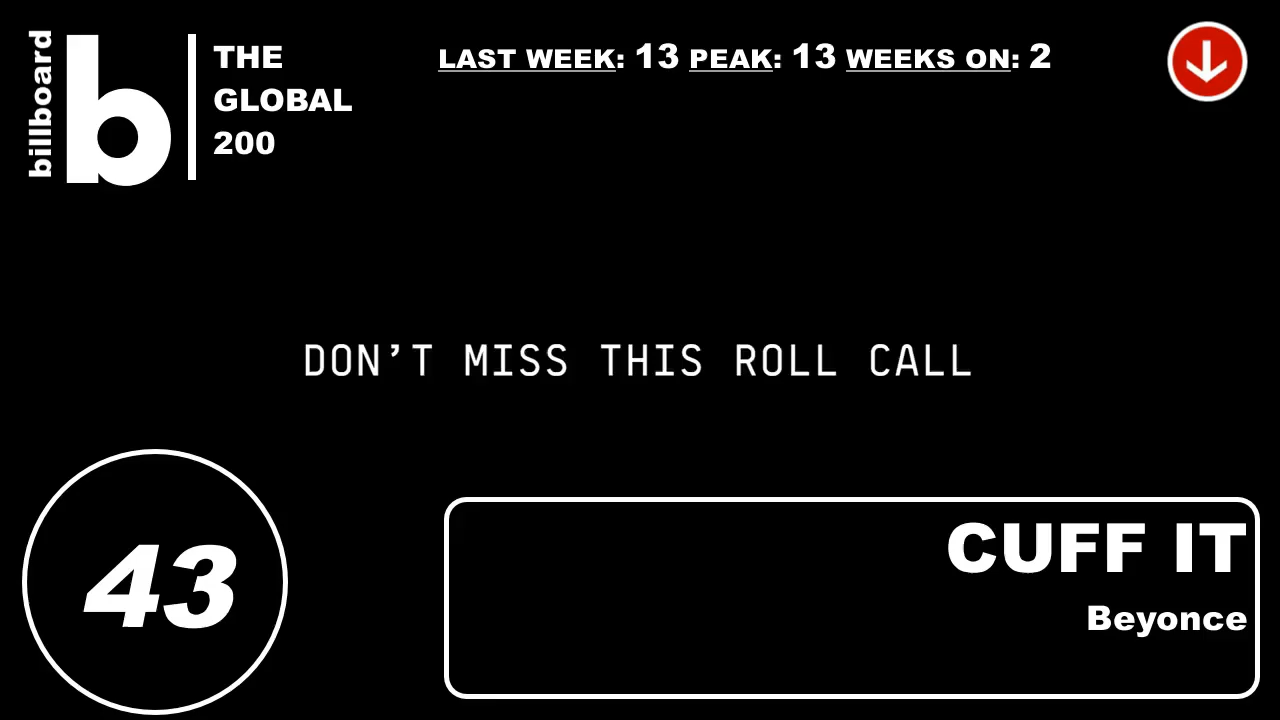 billboard
b
THE
GLOBAL
200
LAST WEEK: 13 PEAK: 13 WEEKS ON: 2
DON’T MISS THIS ROLL CALL
43
CUFF IT
Beyonce